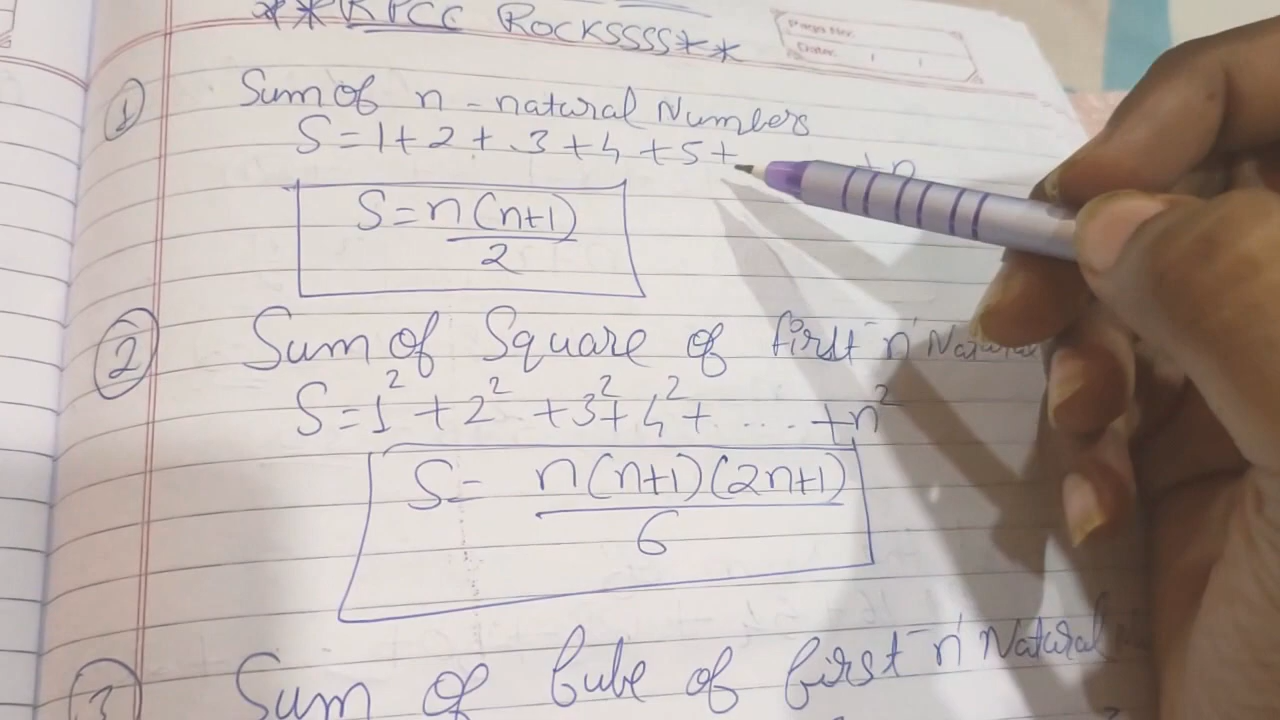 **KPCC ROCKSSSS**
Page No.
Date: / /
① Sum of n - natural Numbers
S=1+2+3+4+5+ +n
S=n(n+1)/2
② Sum of Square of first 'n' Natural
S=1²+2²+3²+4²+ ... +n²
S= n(n+1)(2n+1)/6
③ Sum of Cube of first 'n' Natural